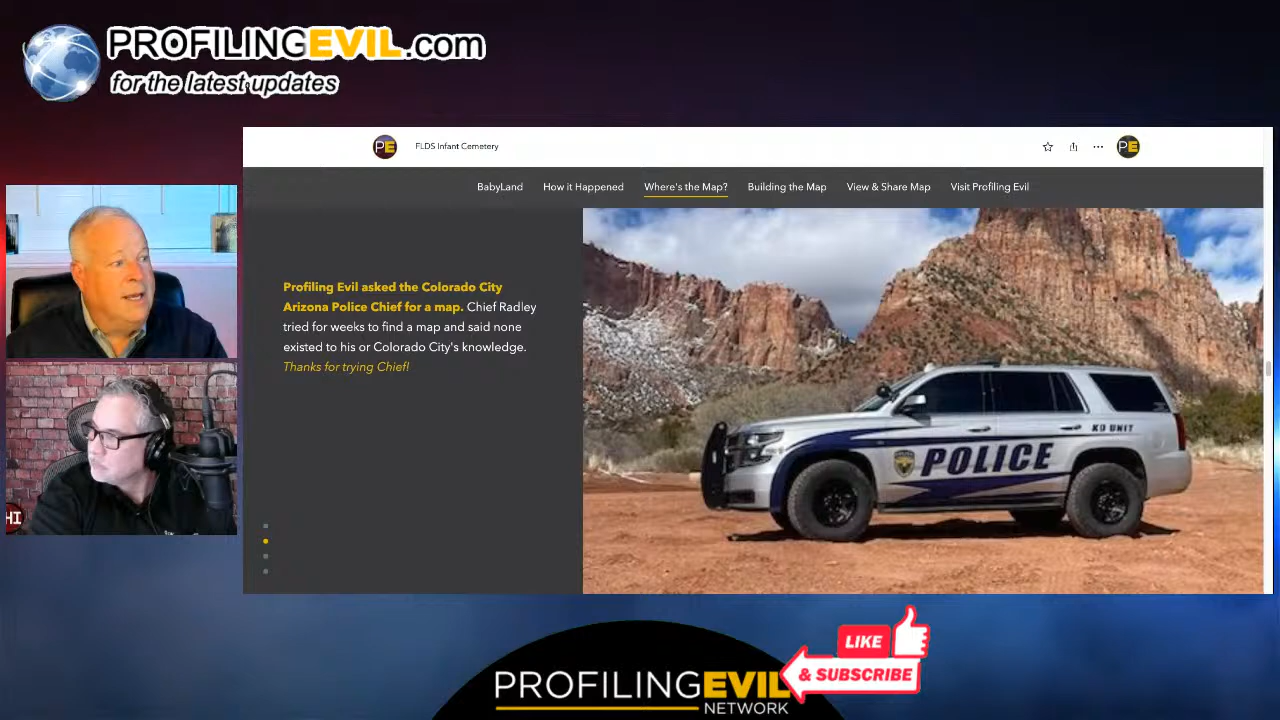 PROFILINGEVIL.com
for the latest updates
PE
FLDS Infant Cemetery
PE
BabyLand
How it Happened
Where's the Map?
Building the Map
View & Share Map
Visit Profiling Evil
Profiling Evil asked the Colorado City
Arizona Police Chief for a map. Chief Radley
tried for weeks to find a map and said none
existed to his or Colorado City's knowledge.
Thanks for trying Chief!
K9 UNIT
POLICE
HI
LIKE
& SUBSCRIBE
PROFILINGEVIL
NETWORK